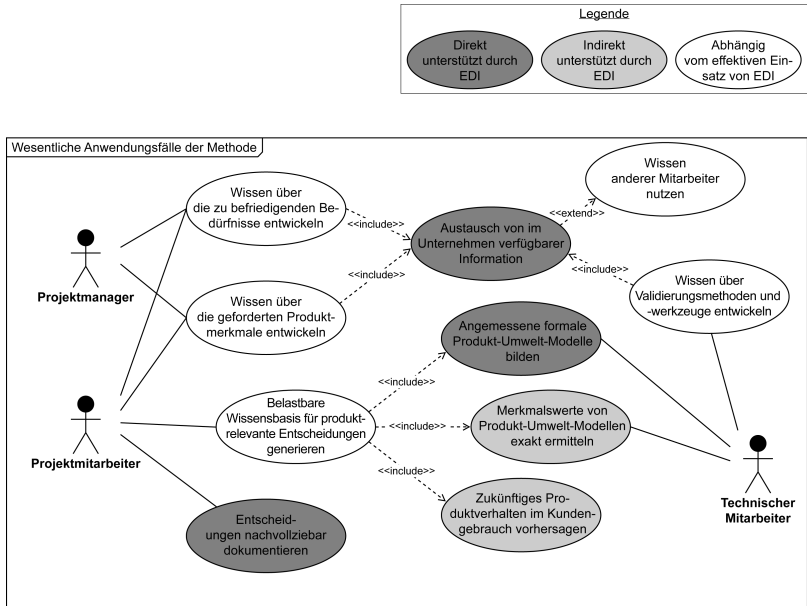 Legende
Direkt
unterstützt durch
EDI
Indirekt
unterstützt durch
EDI
Abhängig
vom effektiven Ein-
satz von EDI
Wesentliche Anwendungsfälle der Methode
Wissen über
die zu befriedigenden Be-
dürfnisse entwickeln
<<include>>
Austausch von im
Unternehmen verfügbarer
Information
<<extend>>
Wissen
anderer Mitarbeiter
nutzen
Projektmanager
Wissen über
die geforderten Produkt-
merkmale entwickeln
<<include>>
<<include>>
Wissen über
Validierungsmethoden und
-werkzeuge entwickeln
Angemessene formale
Produkt-Umwelt-Modelle
bilden
<<include>>
Projektmitarbeiter
Belastbare
Wissensbasis für produkt-
relevante Entscheidungen
generieren
<<include>>
Merkmalswerte von
Produkt-Umwelt-Modellen
exakt ermitteln
<<include>>
Zukünftiges Pro-
duktverhalten im Kunden-
gebrauch vorhersagen
Technischer
Mitarbeiter
Entscheid-
ungen nachvollziebar
dokumentieren